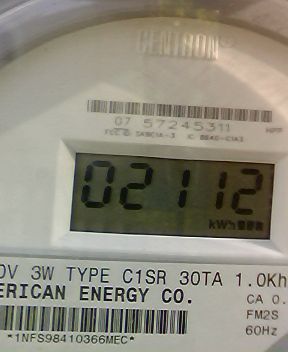 CENTRON®
07 57245311
02112
kWh
0V 3W TYPE C1SR 30TA 1.0Kh
ERICAN ENERGY CO.
CA 0.
FM2S
60Hz
*1NFS98410366MEC*